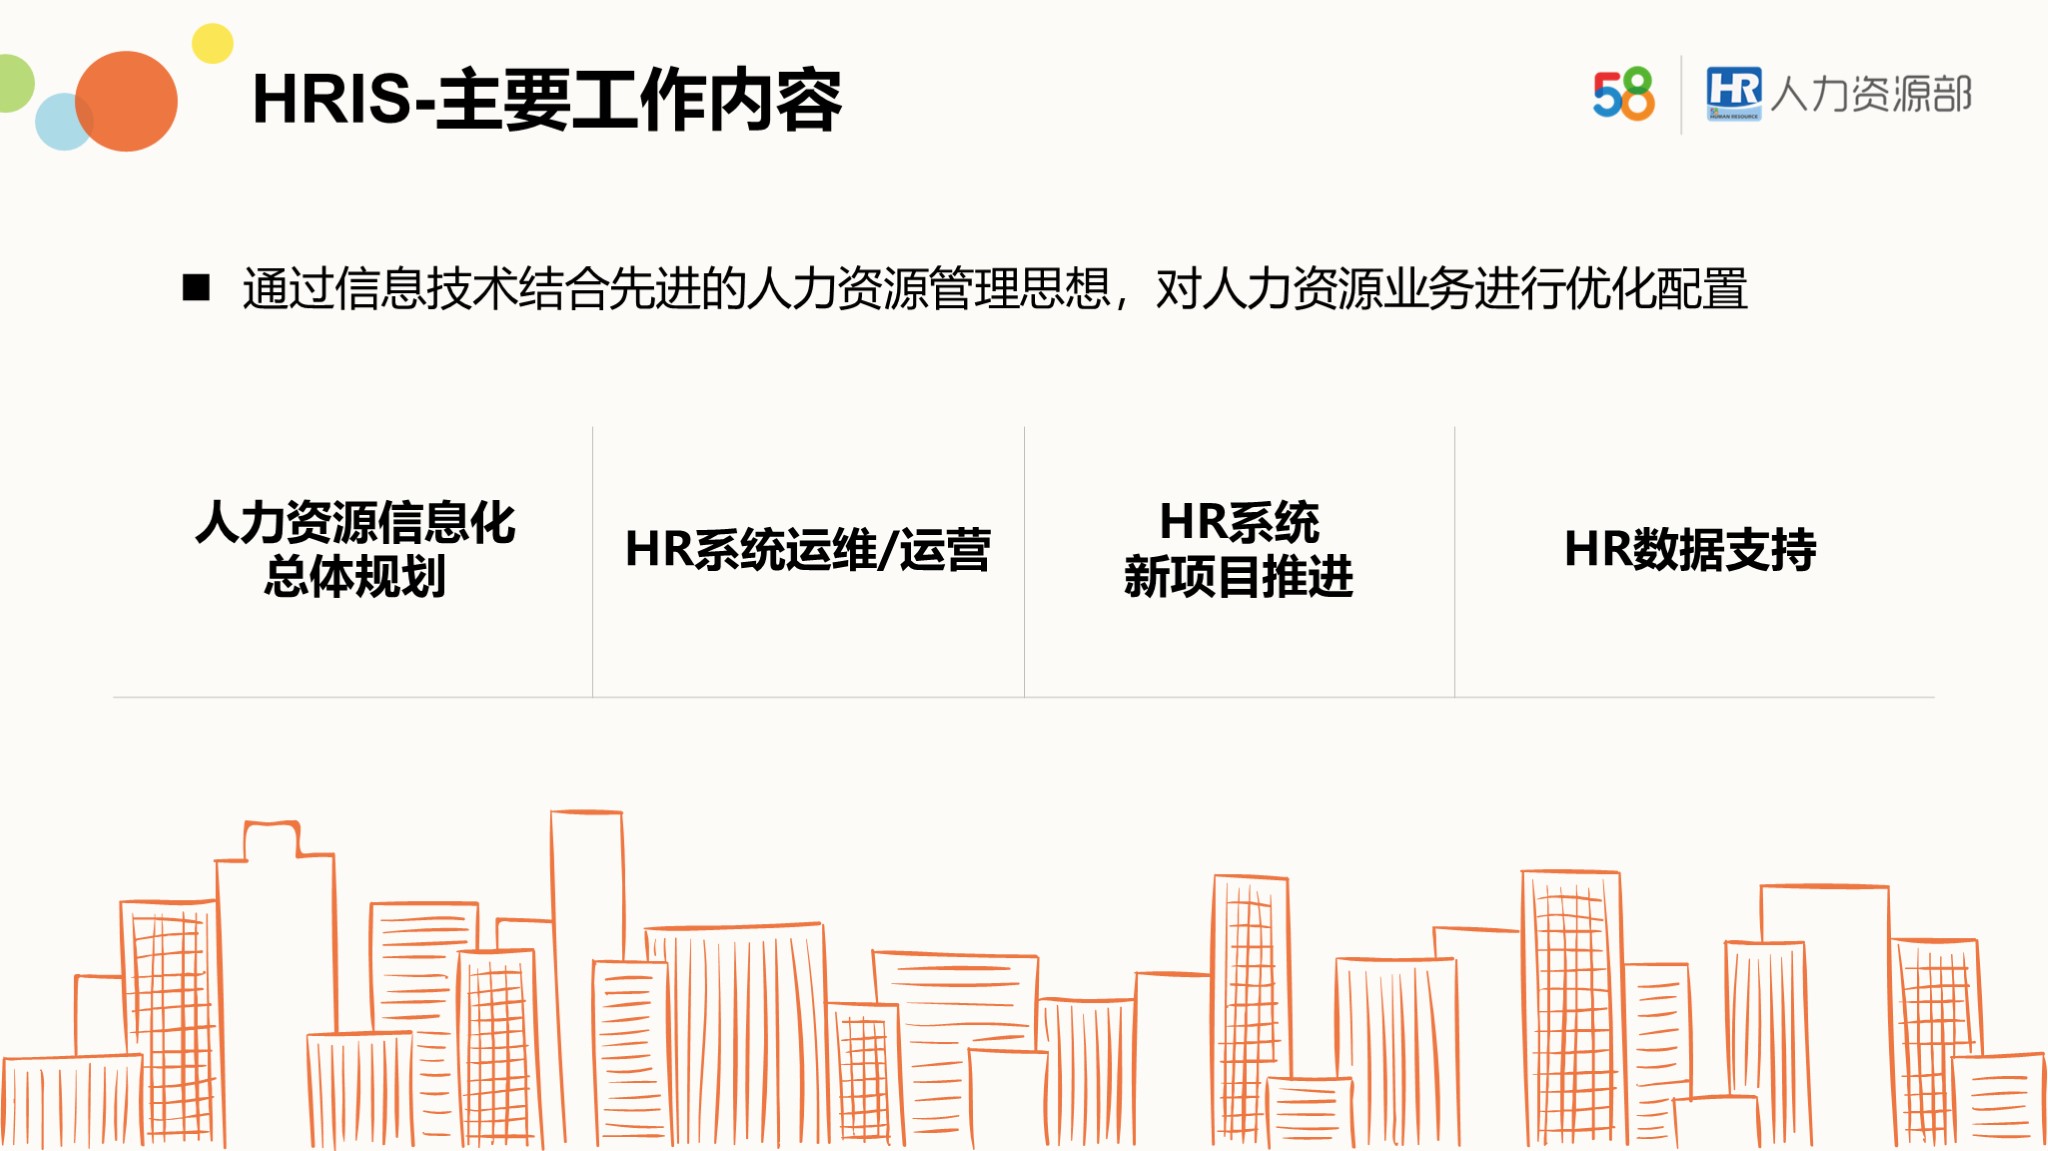 HRIS-主要工作内容
58
HR
HUMAN RESOURCE
人力资源部
■ 通过信息技术结合先进的人力资源管理思想，对人力资源业务进行优化配置
人力资源信息化
总体规划
HR系统运维/运营
HR系统
新项目推进
HR数据支持